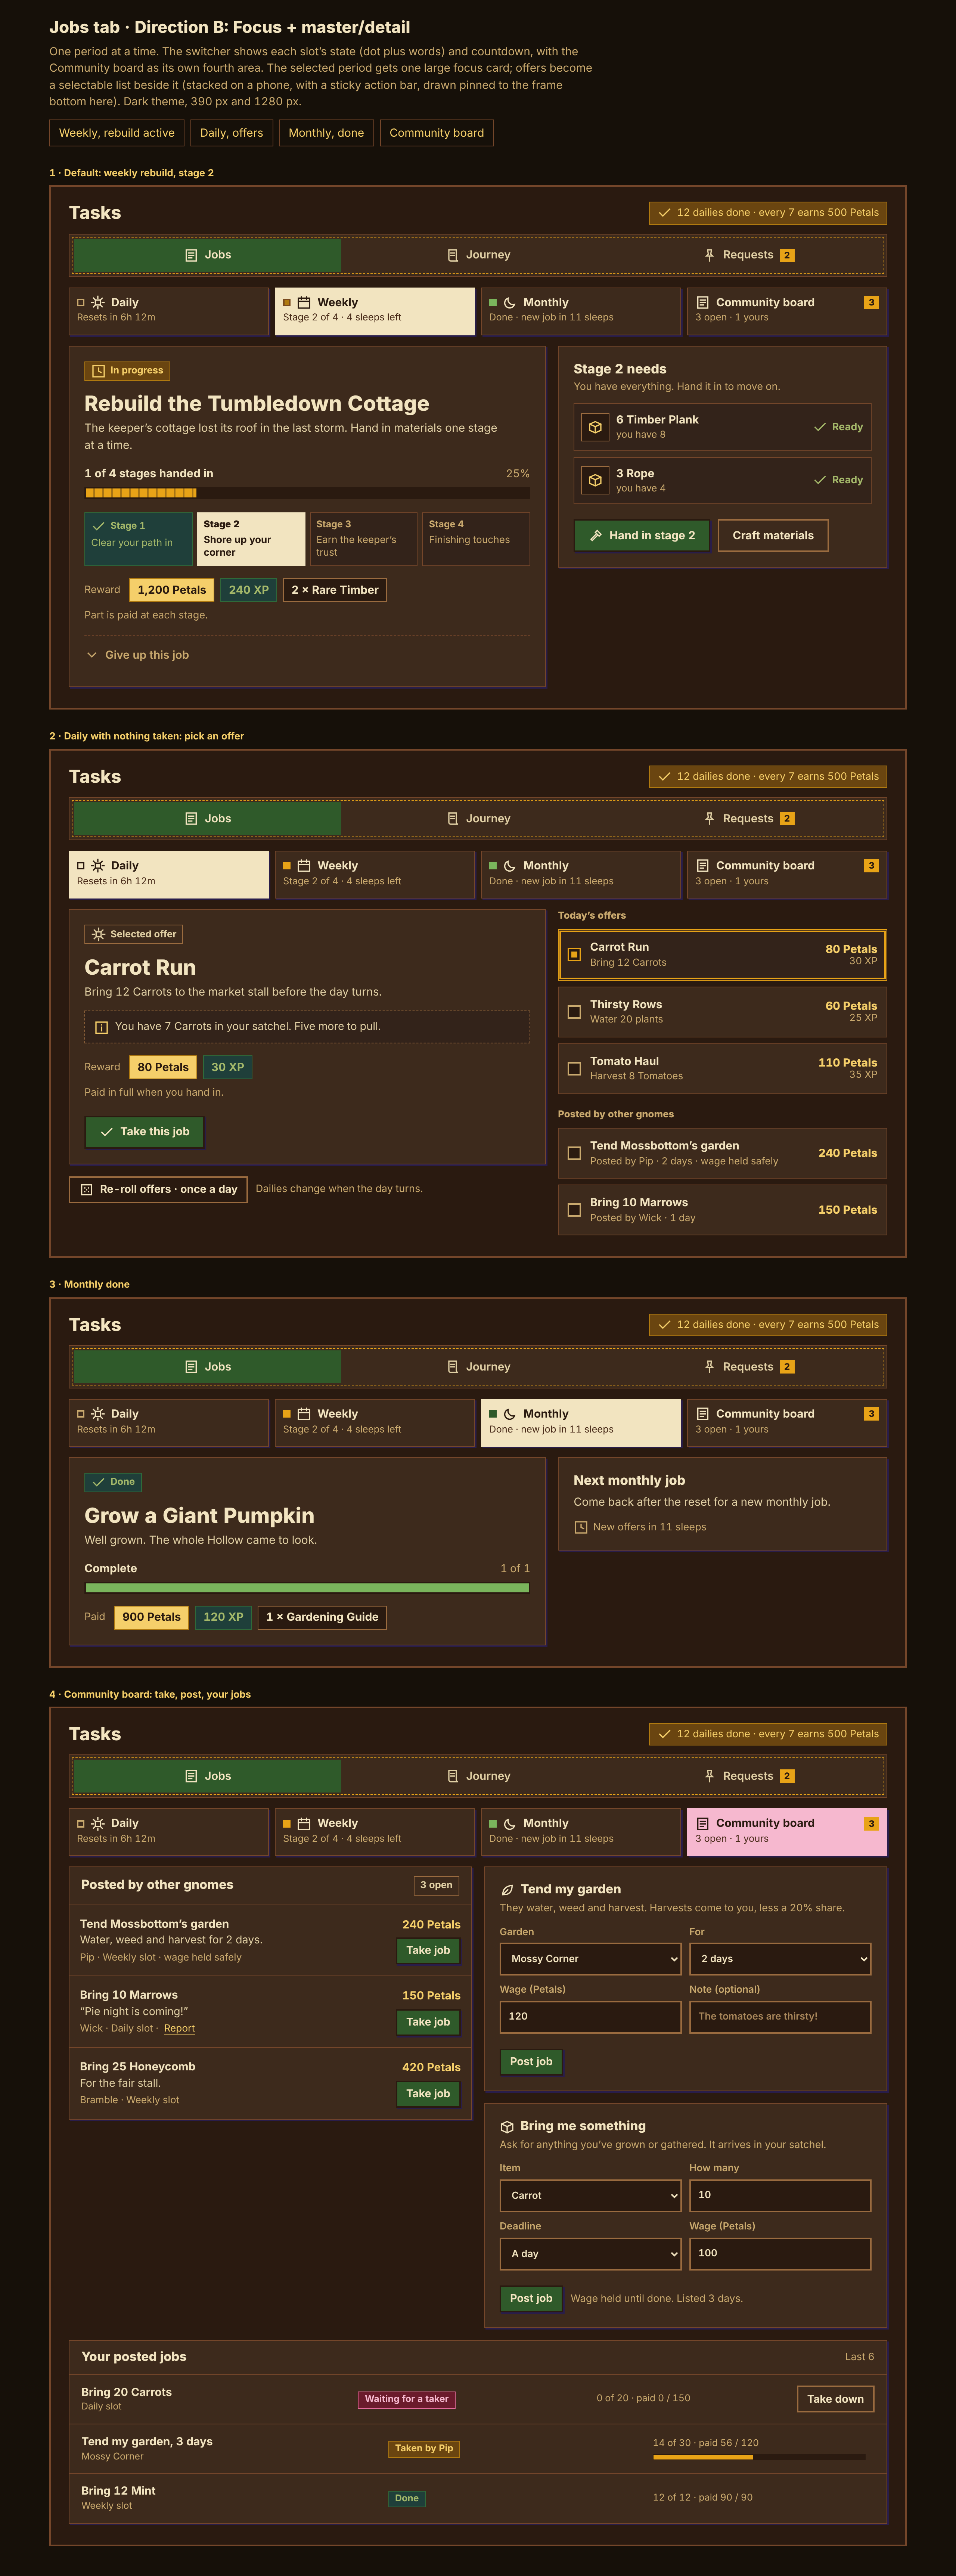 Jobs tab · Direction B: Focus + master/detail
One period at a time. The switcher shows each slot’s state (dot plus words) and countdown, with the
Community board as its own fourth area. The selected period gets one large focus card; offers become
a selectable list beside it (stacked on a phone, with a sticky action bar, drawn pinned to the frame
bottom here). Dark theme, 390 px and 1280 px.
Weekly, rebuild active
Daily, offers
Monthly, done
Community board
1 · Default: weekly rebuild, stage 2
Tasks
12 dailies done · every 7 earns 500 Petals
Jobs
Journey
Requests 2
Daily
Resets in 6h 12m
Weekly
Stage 2 of 4 · 4 sleeps left
Monthly
Done · new job in 11 sleeps
Community board 3
3 open · 1 yours
In progress
Rebuild the Tumbledown Cottage
The keeper’s cottage lost its roof in the last storm. Hand in materials one stage
at a time.
1 of 4 stages handed in 25%
Stage 1
Clear your path in
Stage 2
Shore up your
corner
Stage 3
Earn the keeper’s
trust
Stage 4
Finishing touches
Reward 1,200 Petals 240 XP 2 × Rare Timber
Part is paid at each stage.
Give up this job
Stage 2 needs
You have everything. Hand it in to move on.
6 Timber Plank
you have 8
Ready
3 Rope
you have 4
Ready
Hand in stage 2
Craft materials
2 · Daily with nothing taken: pick an offer
Tasks
12 dailies done · every 7 earns 500 Petals
Jobs
Journey
Requests 2
Daily
Resets in 6h 12m
Weekly
Stage 2 of 4 · 4 sleeps left
Monthly
Done · new job in 11 sleeps
Community board 3
3 open · 1 yours
Selected offer
Carrot Run
Bring 12 Carrots to the market stall before the day turns.
You have 7 Carrots in your satchel. Five more to pull.
Reward 80 Petals 30 XP
Paid in full when you hand in.
Take this job
Re-roll offers · once a day
Dailies change when the day turns.
Today’s offers
Carrot Run
Bring 12 Carrots
80 Petals
30 XP
Thirsty Rows
Water 20 plants
60 Petals
25 XP
Tomato Haul
Harvest 8 Tomatoes
110 Petals
35 XP
Posted by other gnomes
Tend Mossbottom’s garden
Posted by Pip · 2 days · wage held safely
240 Petals
Bring 10 Marrows
Posted by Wick · 1 day
150 Petals
3 · Monthly done
Tasks
12 dailies done · every 7 earns 500 Petals
Jobs
Journey
Requests 2
Daily
Resets in 6h 12m
Weekly
Stage 2 of 4 · 4 sleeps left
Monthly
Done · new job in 11 sleeps
Community board 3
3 open · 1 yours
Done
Grow a Giant Pumpkin
Well grown. The whole Hollow came to look.
Complete 1 of 1
Paid 900 Petals 120 XP 1 × Gardening Guide
Next monthly job
Come back after the reset for a new monthly job.
New offers in 11 sleeps
4 · Community board: take, post, your jobs
Tasks
12 dailies done · every 7 earns 500 Petals
Jobs
Journey
Requests 2
Daily
Resets in 6h 12m
Weekly
Stage 2 of 4 · 4 sleeps left
Monthly
Done · new job in 11 sleeps
Community board 3
3 open · 1 yours
Posted by other gnomes 3 open
Tend Mossbottom’s garden
Water, weed and harvest for 2 days.
Pip · Weekly slot · wage held safely
240 Petals
Take job
Bring 10 Marrows
“Pie night is coming!”
Wick · Daily slot · Report
150 Petals
Take job
Bring 25 Honeycomb
For the fair stall.
Bramble · Weekly slot
420 Petals
Take job
Tend my garden
They water, weed and harvest. Harvests come to you, less a 20% share.
Garden
Mossy Corner
For
2 days
Wage (Petals)
120
Note (optional)
The tomatoes are thirsty!
Post job
Bring me something
Ask for anything you’ve grown or gathered. It arrives in your satchel.
Item
Carrot
How many
10
Deadline
A day
Wage (Petals)
100
Post job
Wage held until done. Listed 3 days.
Your posted jobs Last 6
Bring 20 Carrots
Daily slot
Waiting for a taker
0 of 20 · paid 0 / 150
Take down
Tend my garden, 3 days
Mossy Corner
Taken by Pip
14 of 30 · paid 56 / 120
Bring 12 Mint
Weekly slot
Done
12 of 12 · paid 90 / 90